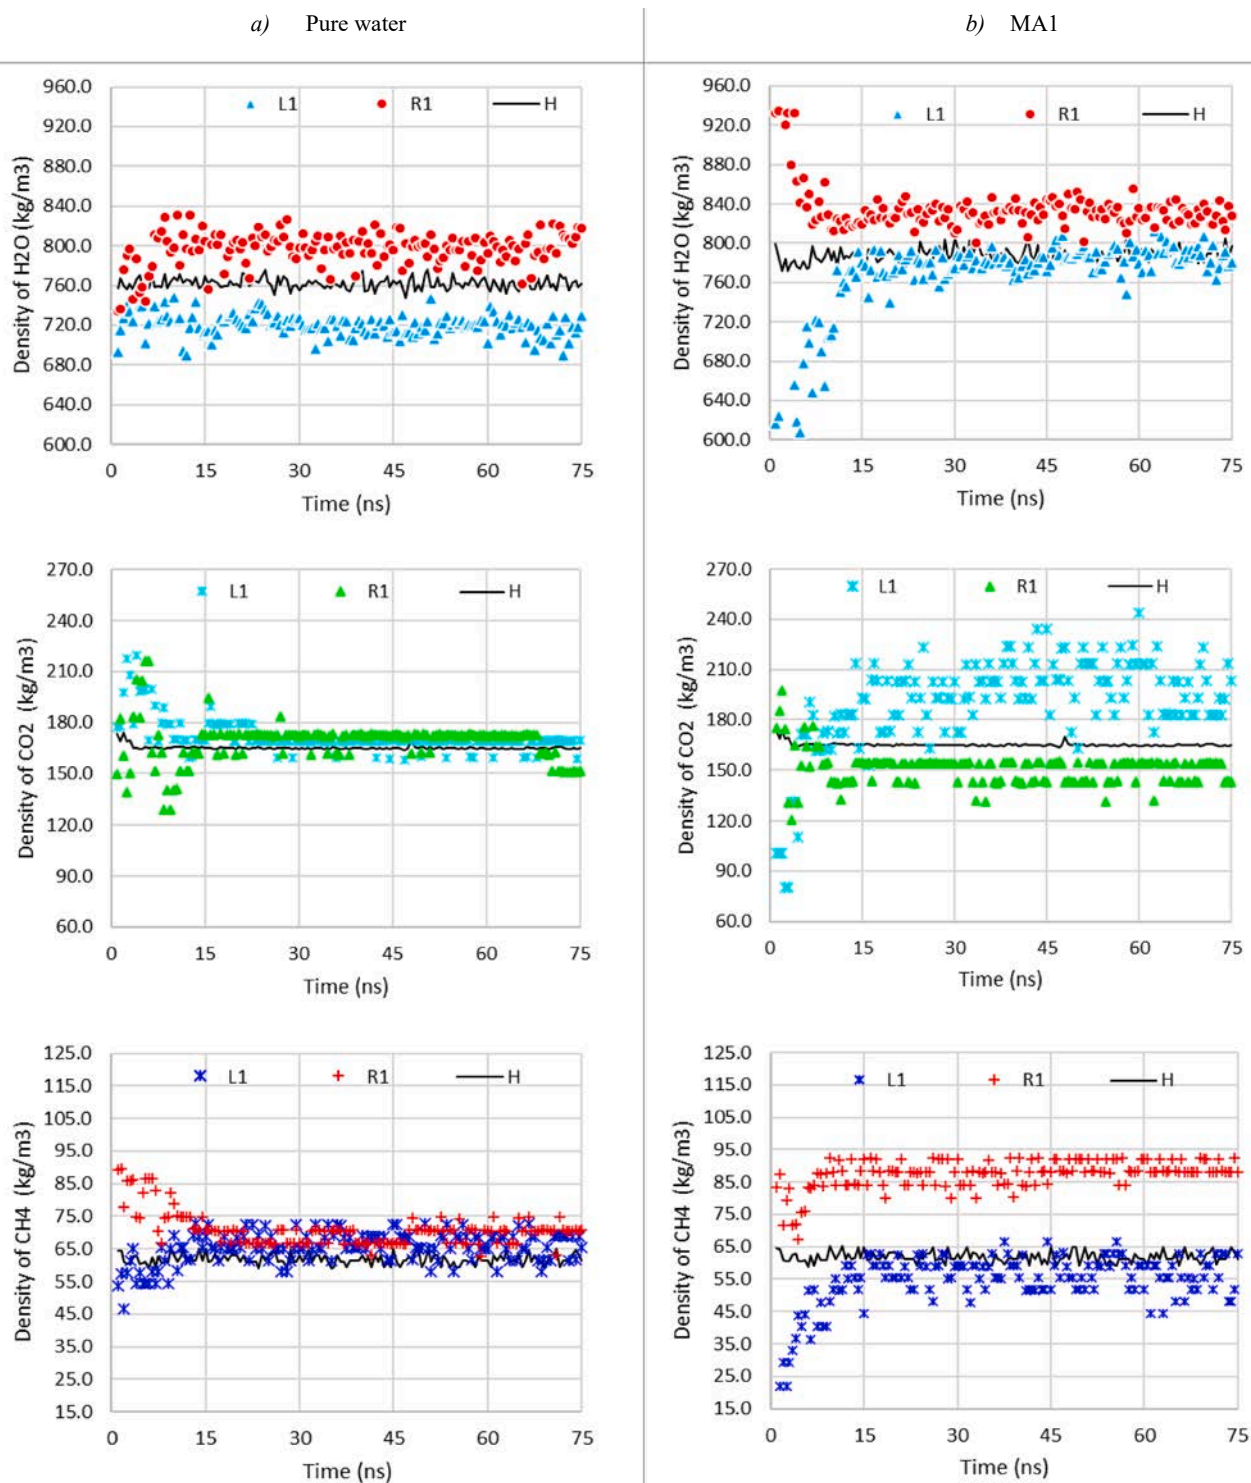 a) Pure water
b) MA1
Density of H2O (kg/m3)
960.0
920.0
880.0
840.0
800.0
760.0
720.0
680.0
640.0
600.0
L1 R1 H
0 15 30 45 60 75
Time (ns)
Density of H2O (kg/m3)
960.0
920.0
880.0
840.0
800.0
760.0
720.0
680.0
640.0
600.0
L1 R1 H
0 15 30 45 60 75
Time (ns)
Density of CO2 (kg/m3)
270.0
240.0
210.0
180.0
150.0
120.0
90.0
60.0
L1 R1 H
0 15 30 45 60 75
Time (ns)
Density of CO2 (kg/m3)
270.0
240.0
210.0
180.0
150.0
120.0
90.0
60.0
L1 R1 H
0 15 30 45 60 75
Time (ns)
Density of CH4 (kg/m3)
125.0
115.0
105.0
95.0
85.0
75.0
65.0
55.0
45.0
35.0
25.0
15.0
L1 R1 H
0 15 30 45 60 75
Time (ns)
Density of CH4 (kg/m3)
125.0
115.0
105.0
95.0
85.0
75.0
65.0
55.0
45.0
35.0
25.0
15.0
L1 R1 H
0 15 30 45 60 75
Time (ns)